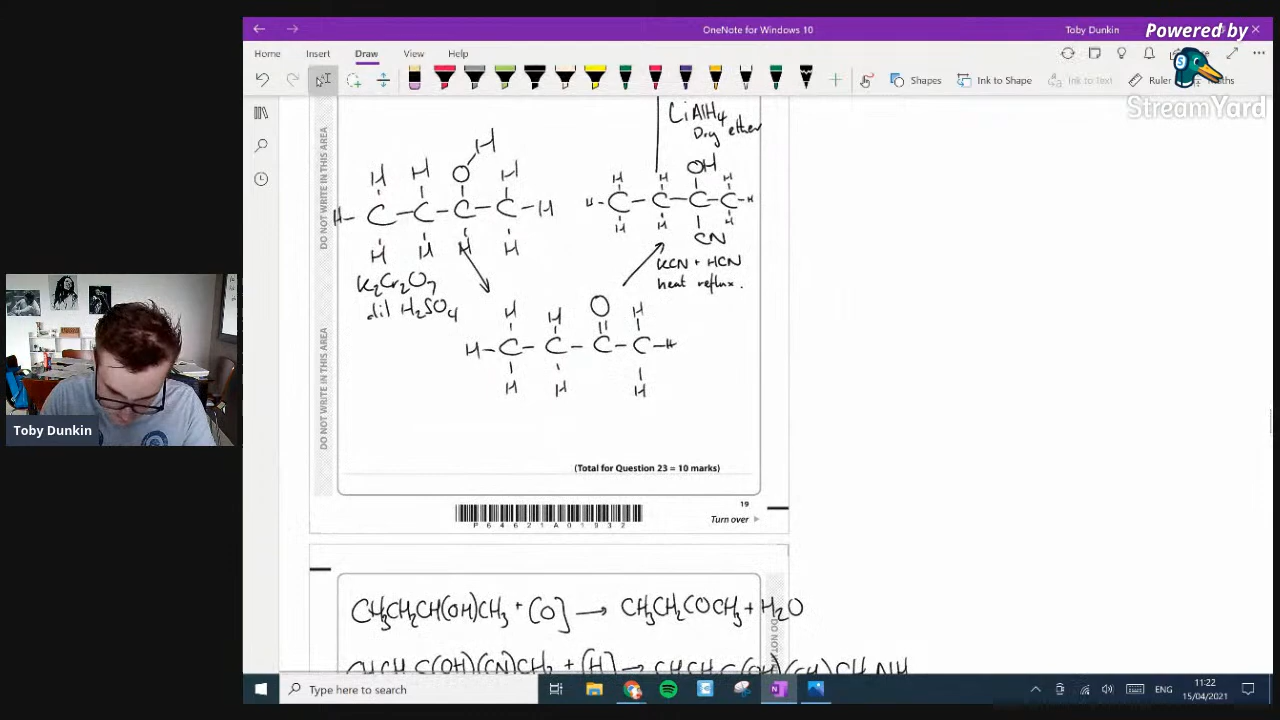 OneNote for Windows 10
Toby Dunkin
Powered by
StreamYard
Home Insert Draw View Help
Shapes Ink to Shape Ink to Text Ruler
DO NOT WRITE IN THIS AREA
DO NOT WRITE IN THIS AREA
LiAlH4
Dry ether
H
H H O H
H - C - C - C - C - H
H H H H
K2Cr2O7
dil H2SO4
OH
H H H
H - C - C - C - C - H
H H CN H
KCN + HCN
heat reflux.
H H O H
H - C - C - C - C - H
H H H
(Total for Question 23 = 10 marks)
19
Turn over
P64621A01932
CH3CH2CH(OH)CH3 + [O] → CH3CH2COCH3 + H2O
DO NOT
Toby Dunkin
Type here to search
ENG
11:22
15/04/2021